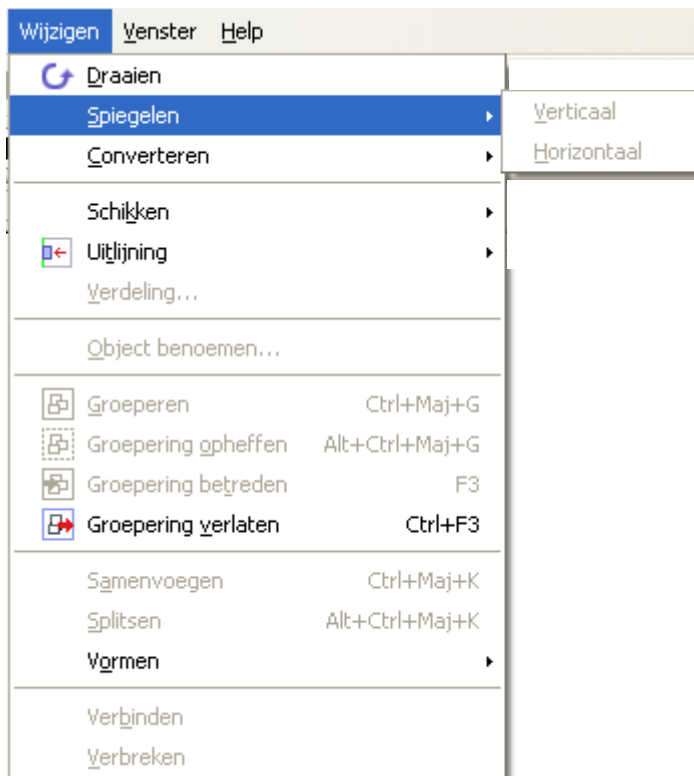 Wijzigen Venster Help
Draaien
Spiegelen
Verticaal
Horizontaal
Converteren
Schikken
Uitlijning
Verdeling...
Object benoemen...
Groeperen Ctrl+Maj+G
Groepering opheffen Alt+Ctrl+Maj+G
Groepering betreden F3
Groepering verlaten Ctrl+F3
Samenvoegen Ctrl+Maj+K
Splitsen Alt+Ctrl+Maj+K
Vormen
Verbinden
Verbreken